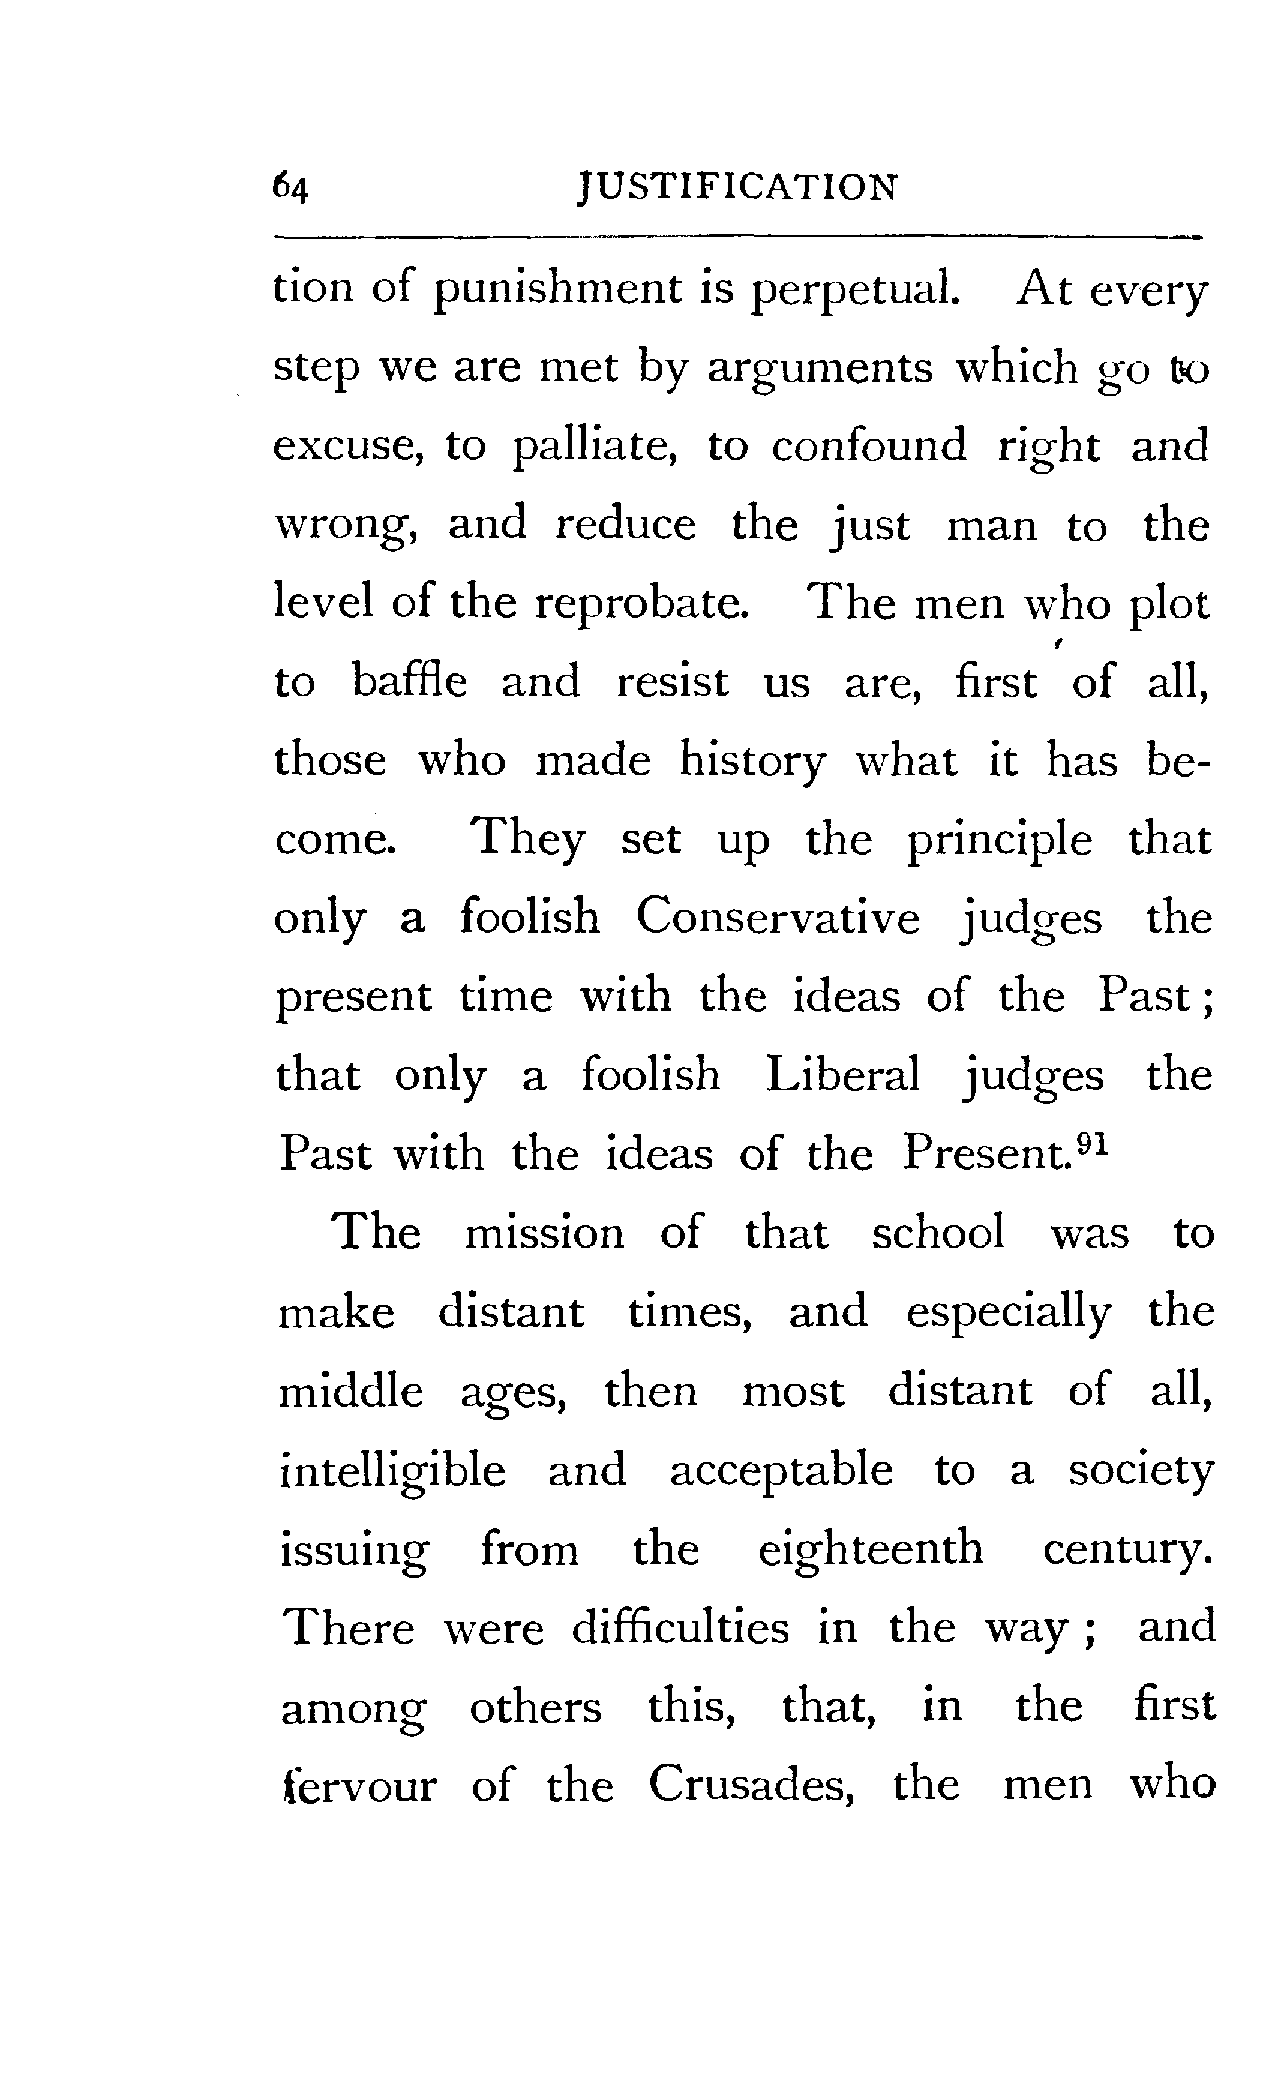 64 JUSTIFICATION
tion of punishment is perpetual. At every
step we are met by arguments which go to
excuse, to palliate, to confound right and
wrong, and reduce the just man to the
level of the reprobate. The men who plot
to baffle and resist us are, first of all,
those who made history what it has be-
come. They set up the principle that
only a foolish Conservative judges the
present time with the ideas of the Past ;
that only a foolish Liberal judges the
Past with the ideas of the Present.⁹¹
The mission of that school was to
make distant times, and especially the
middle ages, then most distant of all,
intelligible and acceptable to a society
issuing from the eighteenth century.
There were difficulties in the way ; and
among others this, that, in the first
fervour of the Crusades, the men who